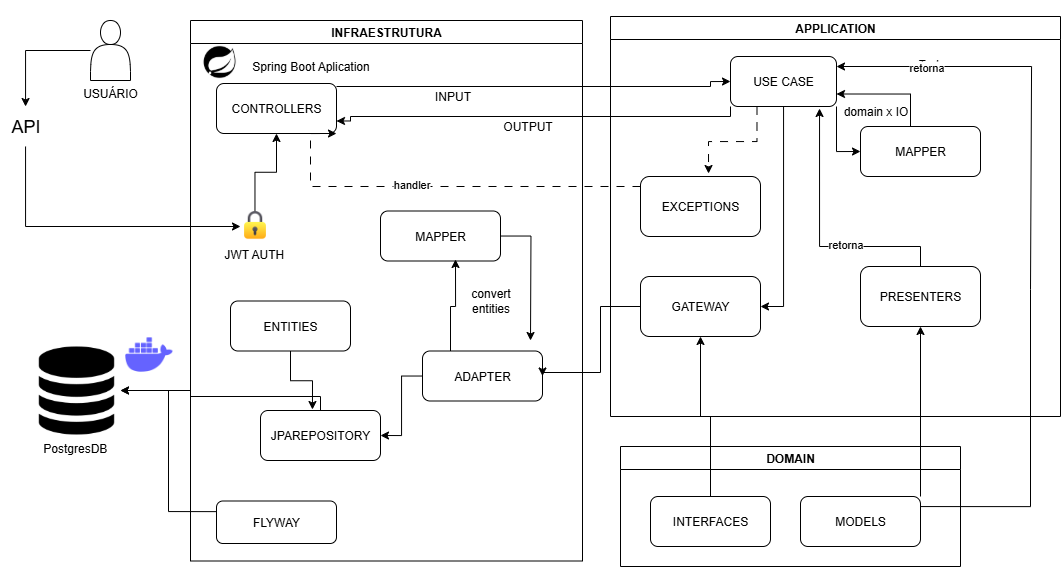 INFRAESTRUTURA
APPLICATION
Spring Boot Aplication
USUÁRIO
API
CONTROLLERS
INPUT
OUTPUT
USE CASE
retorna
domain x IO
MAPPER
handler
EXCEPTIONS
JWT AUTH
MAPPER
convert
entities
retorna
GATEWAY
PRESENTERS
ENTITIES
ADAPTER
PostgresDB
JPAREPOSITORY
DOMAIN
FLYWAY
INTERFACES
MODELS